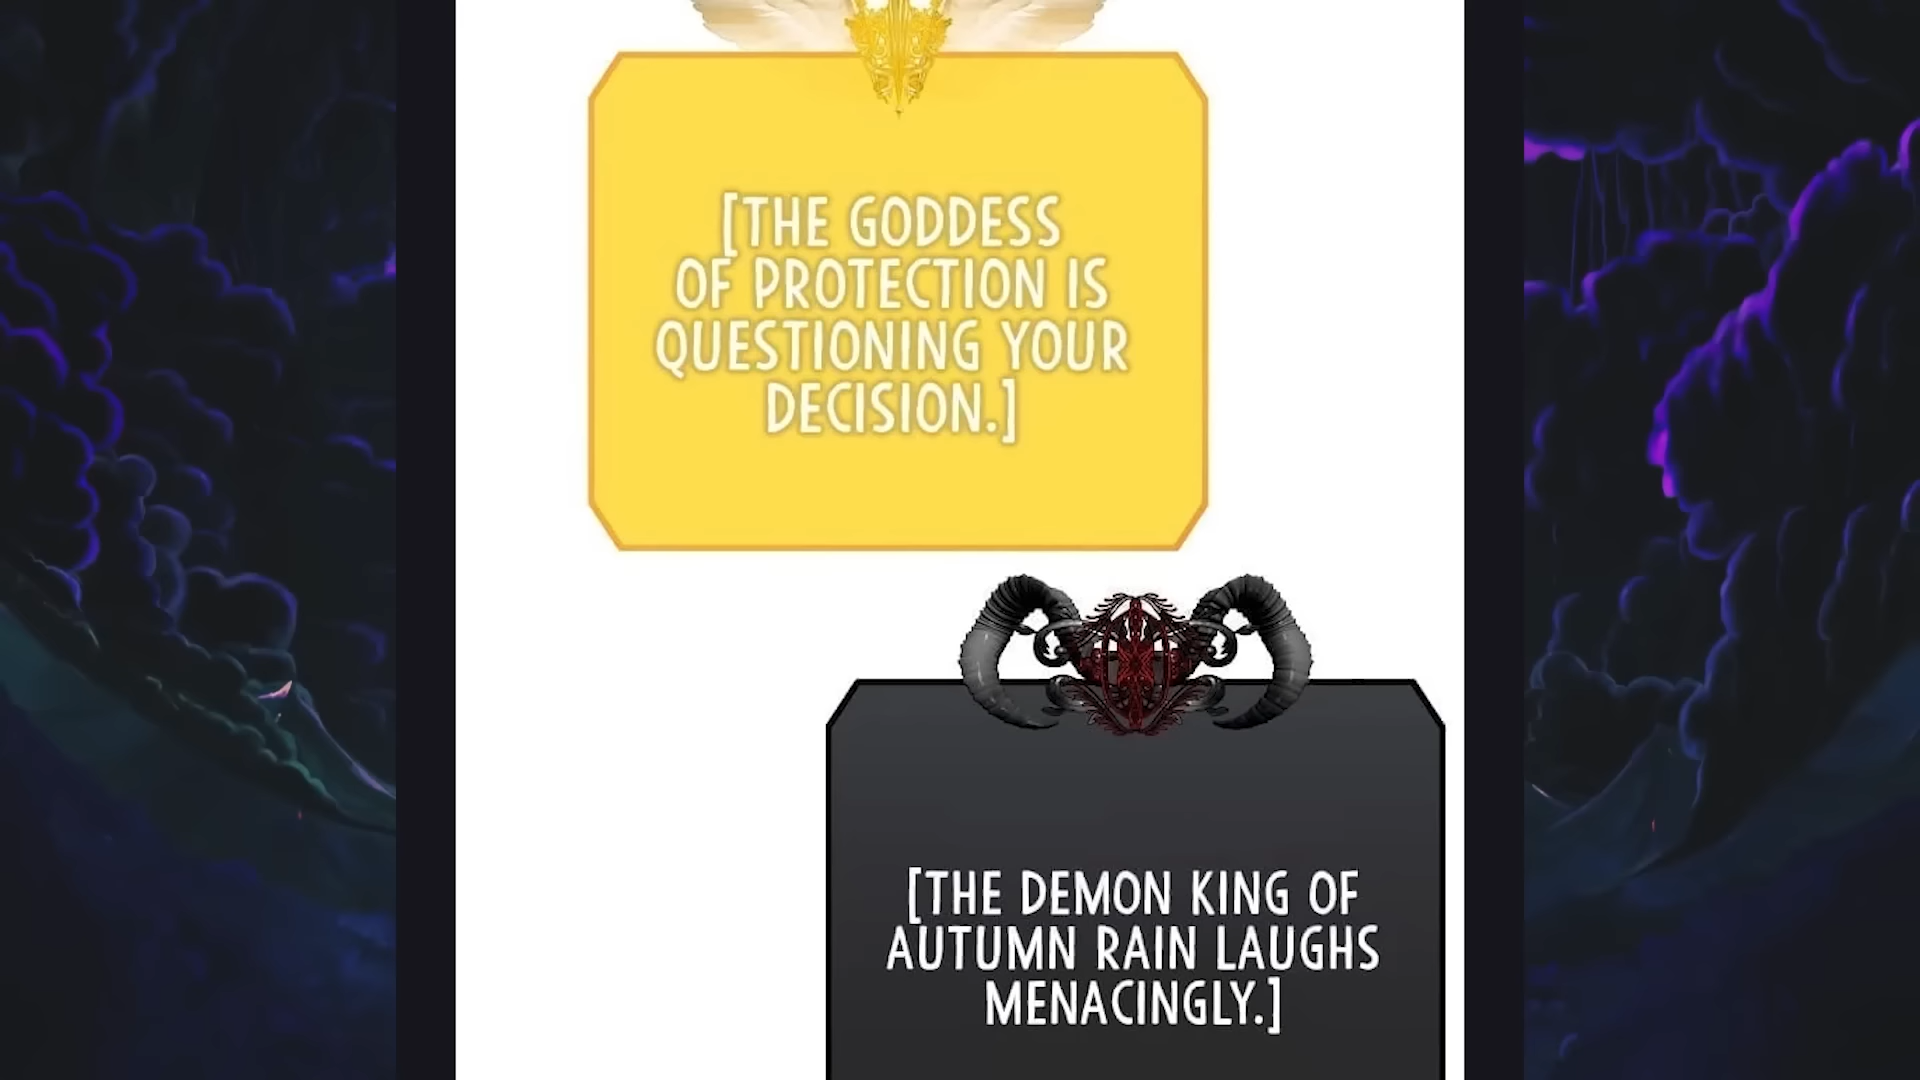 [THE GODDESS
OF PROTECTION IS
QUESTIONING YOUR
DECISION.]
[THE DEMON KING OF
AUTUMN RAIN LAUGHS
MENACINGLY.]